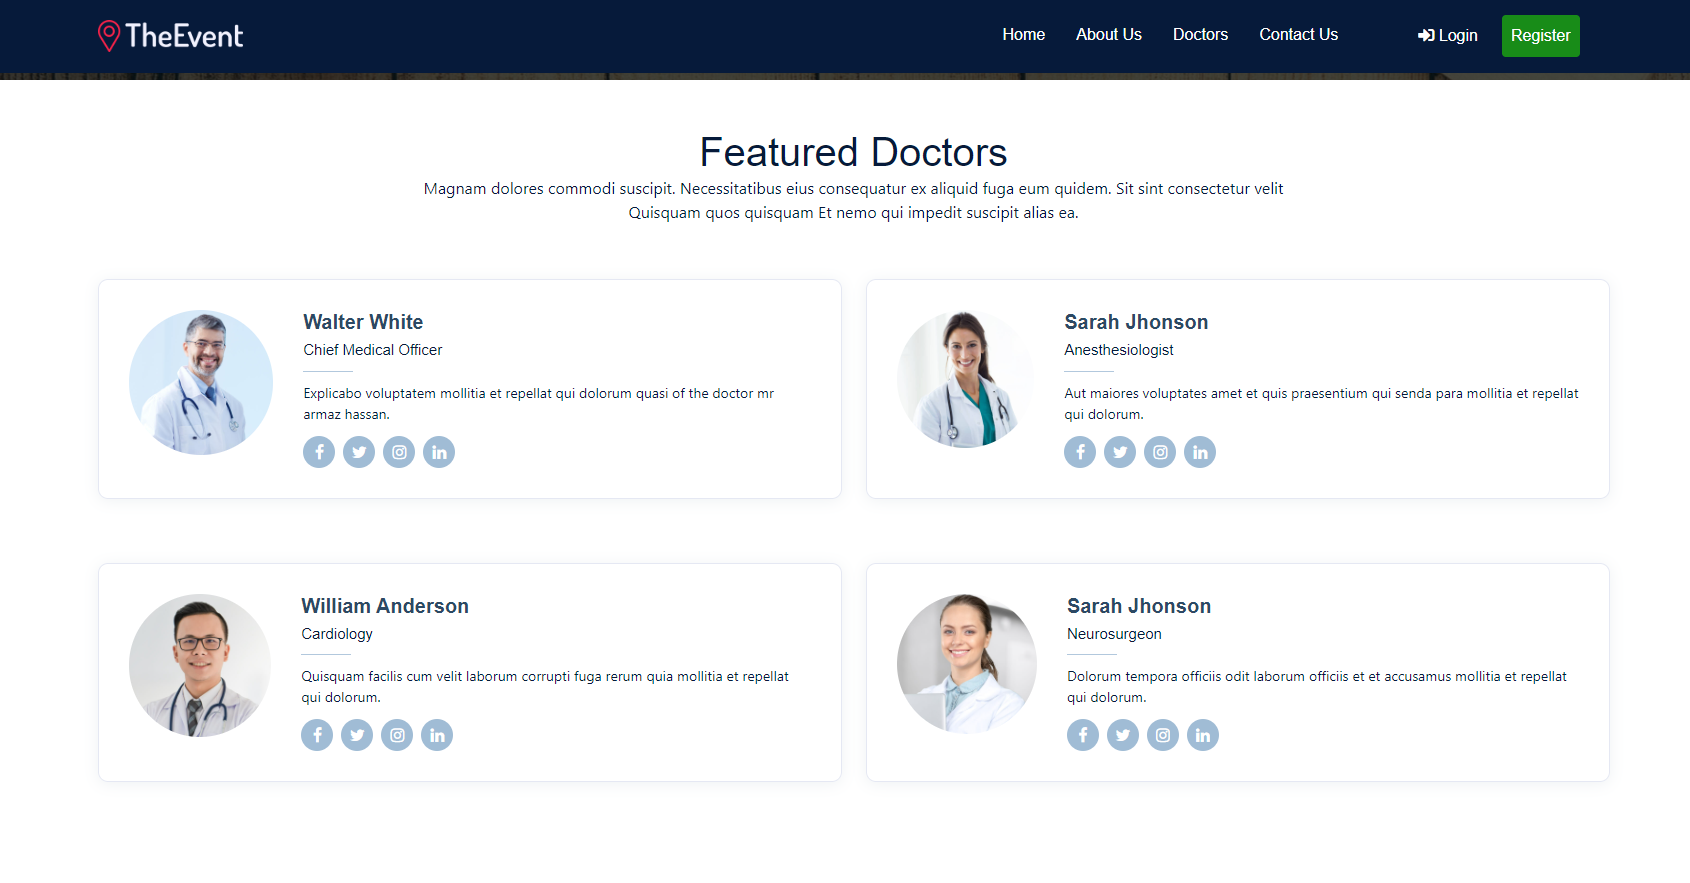 TheEvent
Home About Us Doctors Contact Us Login Register
Featured Doctors
Magnam dolores commodi suscipit. Necessitatibus eius consequatur ex aliquid fuga eum quidem. Sit sint consectetur velit
Quisquam quos quisquam Et nemo qui impedit suscipit alias ea.
Walter White
Chief Medical Officer
Explicabo voluptatem mollitia et repellat qui dolorum quasi of the doctor mr
armaz hassan.
Sarah Jhonson
Anesthesiologist
Aut maiores voluptates amet et quis praesentium qui senda para mollitia et repellat
qui dolorum.
William Anderson
Cardiology
Quisquam facilis cum velit laborum corrupti fuga rerum quia mollitia et repellat
qui dolorum.
Sarah Jhonson
Neurosurgeon
Dolorum tempora officiis odit laborum officiis et et accusamus mollitia et repellat
qui dolorum.